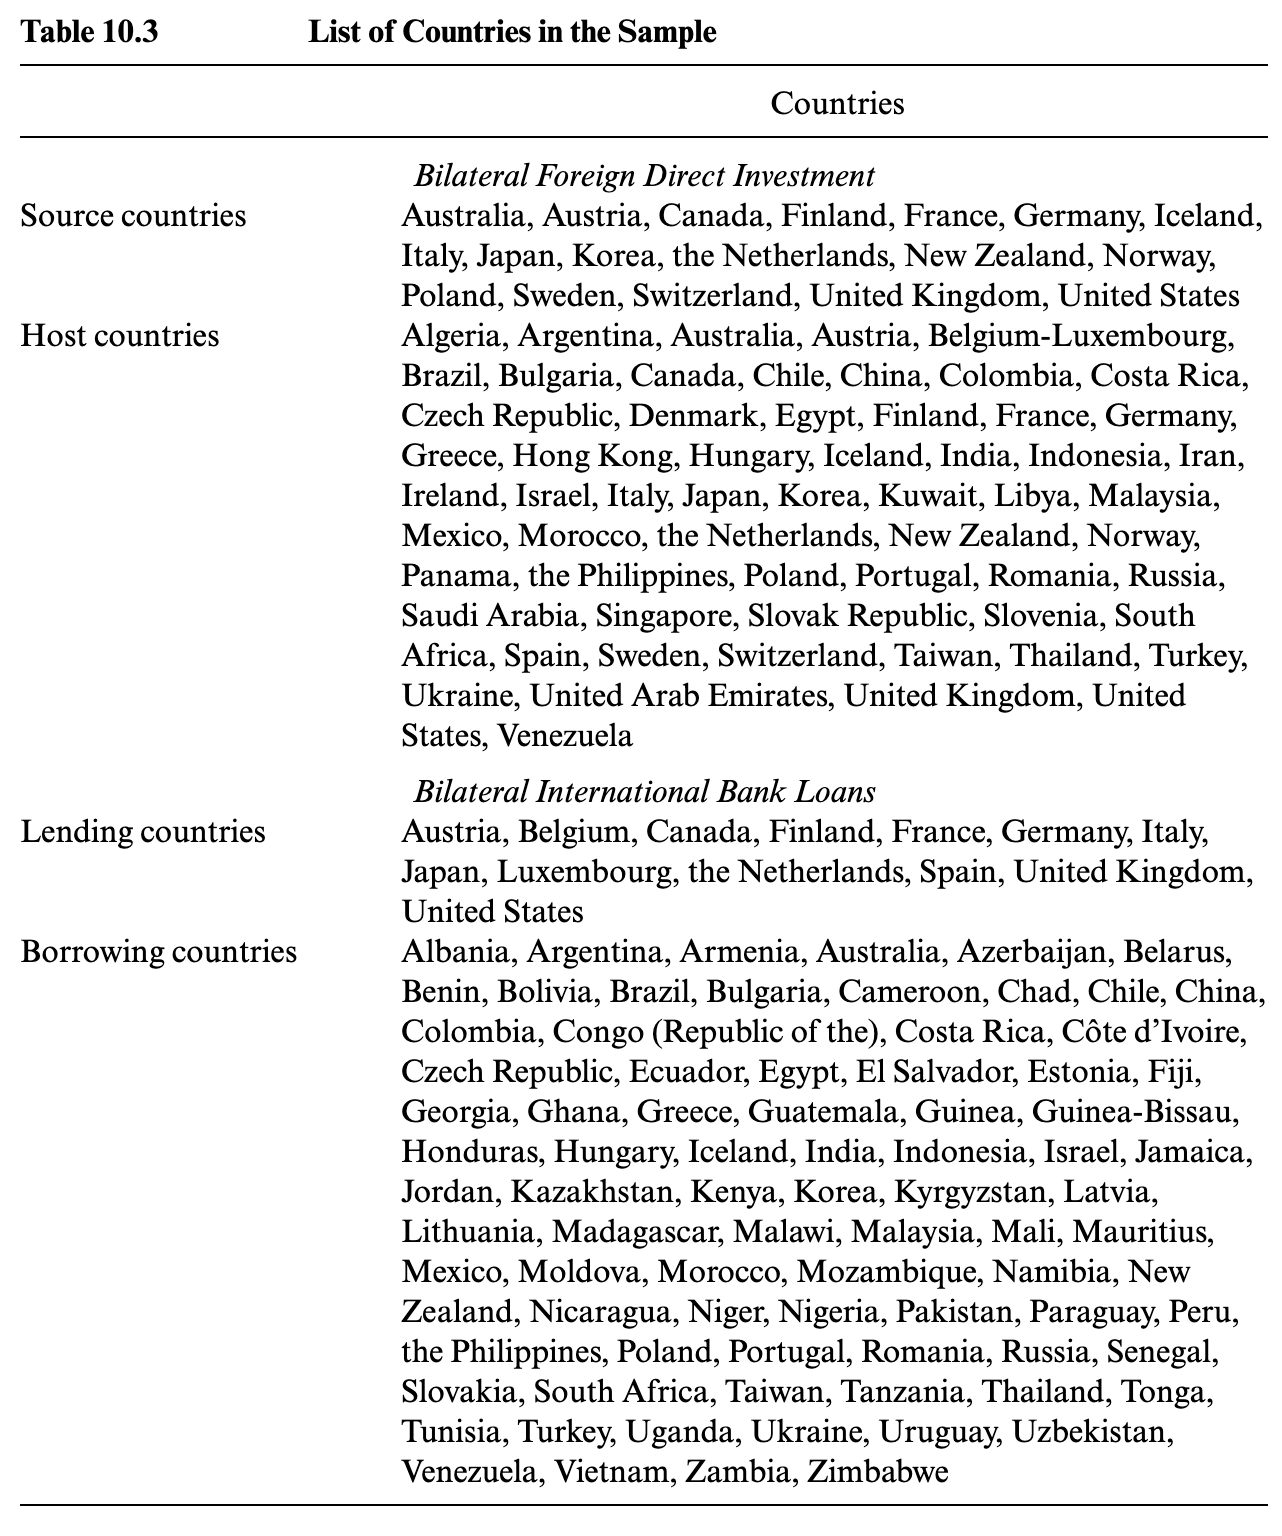 Table 10.3 List of Countries in the Sample
Countries
Bilateral Foreign Direct Investment
Source countries Australia, Austria, Canada, Finland, France, Germany, Iceland,
Italy, Japan, Korea, the Netherlands, New Zealand, Norway,
Poland, Sweden, Switzerland, United Kingdom, United States
Host countries Algeria, Argentina, Australia, Austria, Belgium-Luxembourg,
Brazil, Bulgaria, Canada, Chile, China, Colombia, Costa Rica,
Czech Republic, Denmark, Egypt, Finland, France, Germany,
Greece, Hong Kong, Hungary, Iceland, India, Indonesia, Iran,
Ireland, Israel, Italy, Japan, Korea, Kuwait, Libya, Malaysia,
Mexico, Morocco, the Netherlands, New Zealand, Norway,
Panama, the Philippines, Poland, Portugal, Romania, Russia,
Saudi Arabia, Singapore, Slovak Republic, Slovenia, South
Africa, Spain, Sweden, Switzerland, Taiwan, Thailand, Turkey,
Ukraine, United Arab Emirates, United Kingdom, United
States, Venezuela
Bilateral International Bank Loans
Lending countries Austria, Belgium, Canada, Finland, France, Germany, Italy,
Japan, Luxembourg, the Netherlands, Spain, United Kingdom,
United States
Borrowing countries Albania, Argentina, Armenia, Australia, Azerbaijan, Belarus,
Benin, Bolivia, Brazil, Bulgaria, Cameroon, Chad, Chile, China,
Colombia, Congo (Republic of the), Costa Rica, Côte d’Ivoire,
Czech Republic, Ecuador, Egypt, El Salvador, Estonia, Fiji,
Georgia, Ghana, Greece, Guatemala, Guinea, Guinea-Bissau,
Honduras, Hungary, Iceland, India, Indonesia, Israel, Jamaica,
Jordan, Kazakhstan, Kenya, Korea, Kyrgyzstan, Latvia,
Lithuania, Madagascar, Malawi, Malaysia, Mali, Mauritius,
Mexico, Moldova, Morocco, Mozambique, Namibia, New
Zealand, Nicaragua, Niger, Nigeria, Pakistan, Paraguay, Peru,
the Philippines, Poland, Portugal, Romania, Russia, Senegal,
Slovakia, South Africa, Taiwan, Tanzania, Thailand, Tonga,
Tunisia, Turkey, Uganda, Ukraine, Uruguay, Uzbekistan,
Venezuela, Vietnam, Zambia, Zimbabwe